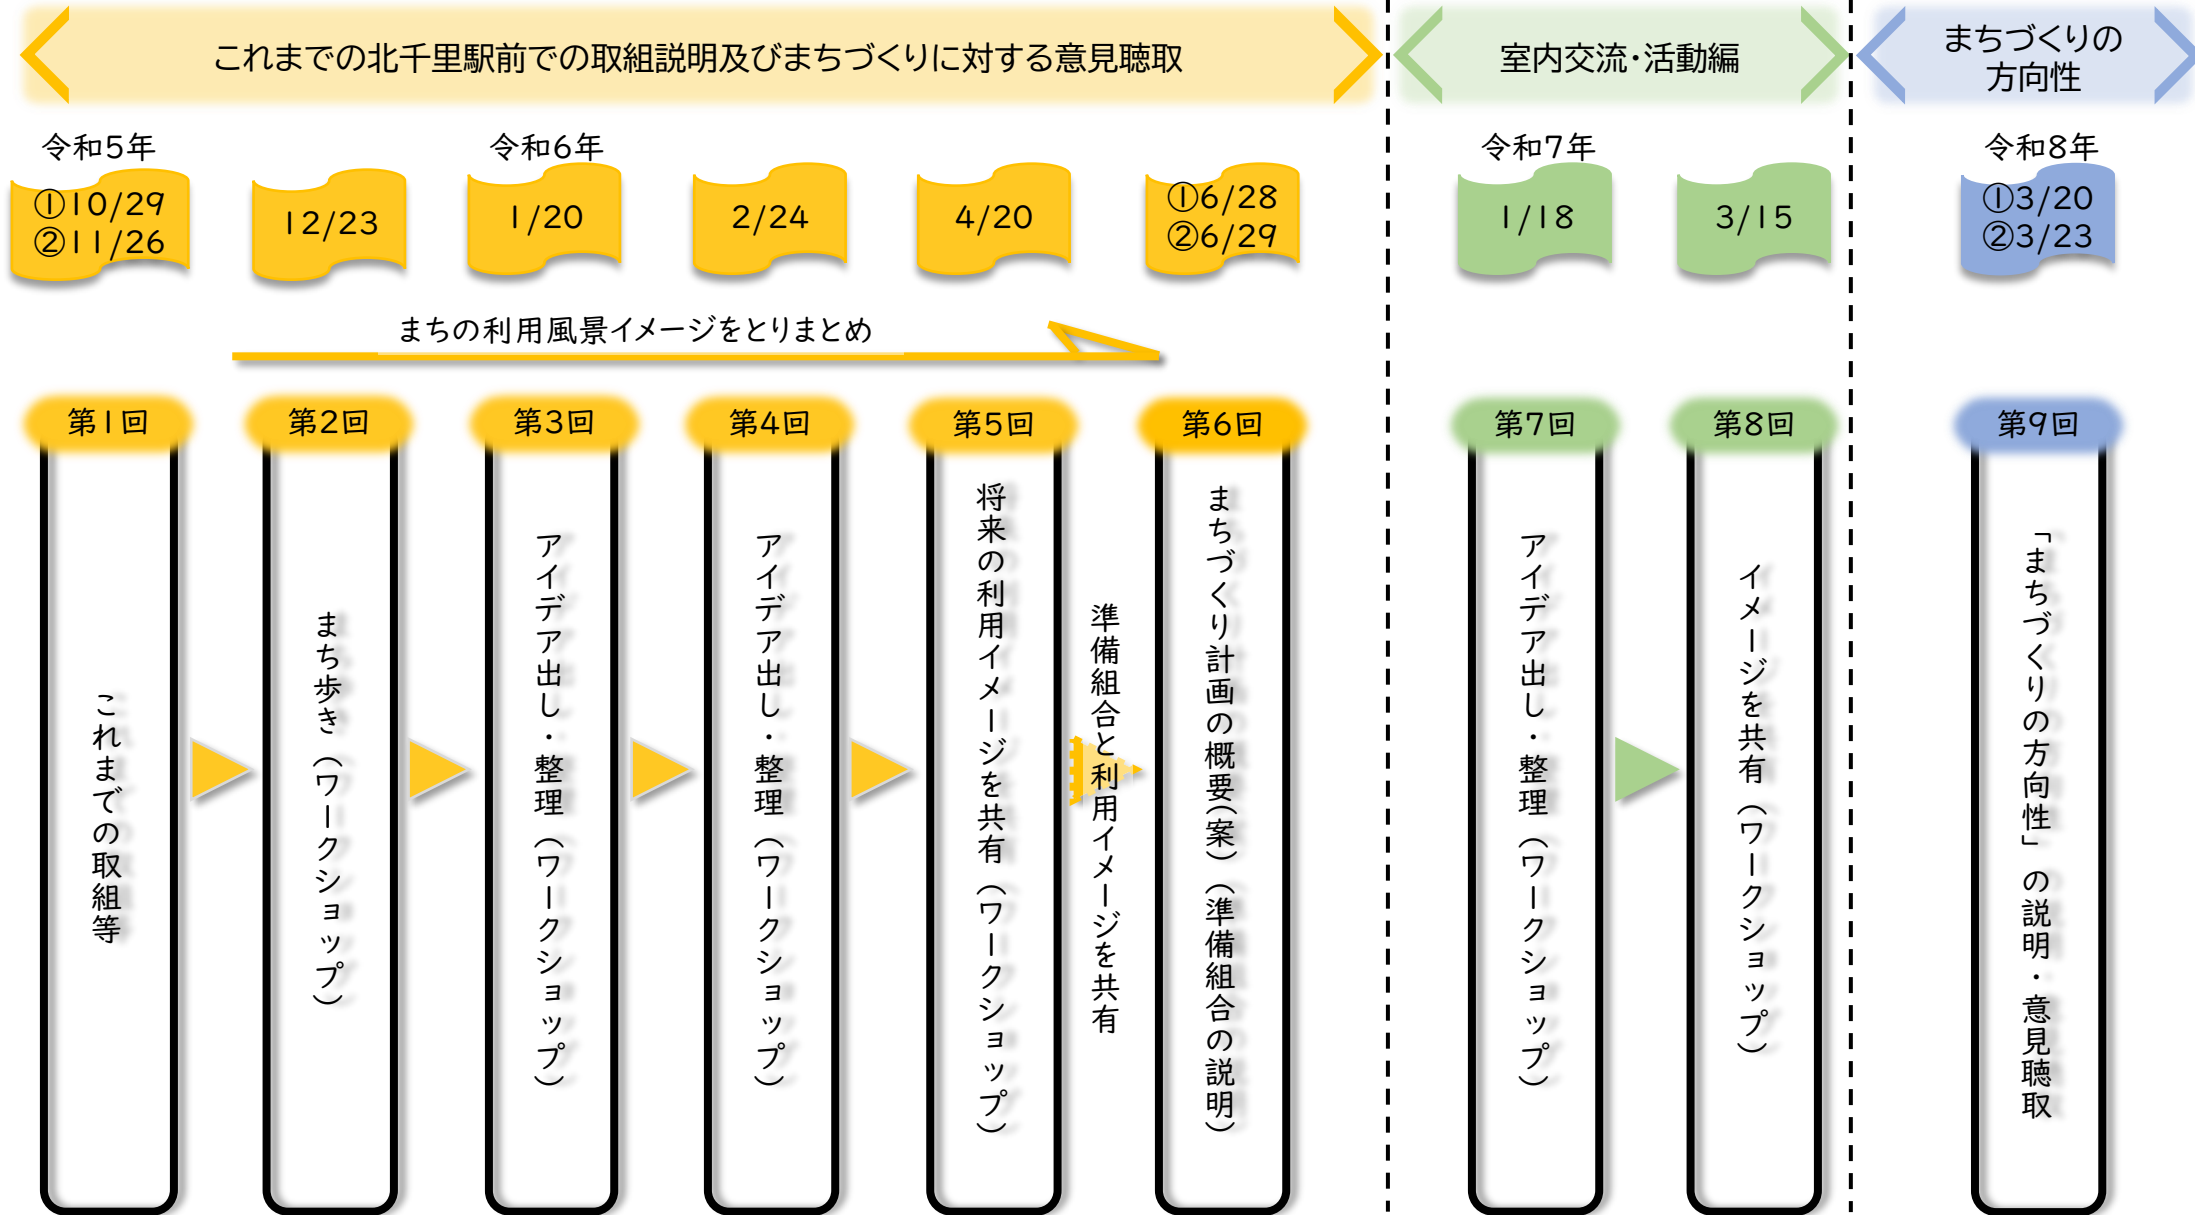 これまでの北千里駅前での取組説明及びまちづくりに対する意見聴取
室内交流・活動編
まちづくりの
方向性
令和5年
①10/29
②11/26
12/23
令和6年
1/20
2/24
4/20
①6/28
②6/29
令和7年
1/18
3/15
令和8年
①3/20
②3/23
まちの利用風景イメージをとりまとめ
第1回
これまでの取組等
第2回
まち歩き（ワークショップ）
第3回
アイデア出し・整理（ワークショップ）
第4回
アイデア出し・整理（ワークショップ）
第5回
将来の利用イメージを共有（ワークショップ）
準備組合と利用イメージを共有
第6回
まちづくり計画の概要（案）（準備組合の説明）
第7回
アイデア出し・整理（ワークショップ）
第8回
イメージを共有（ワークショップ）
第9回
「まちづくりの方向性」の説明・意見聴取